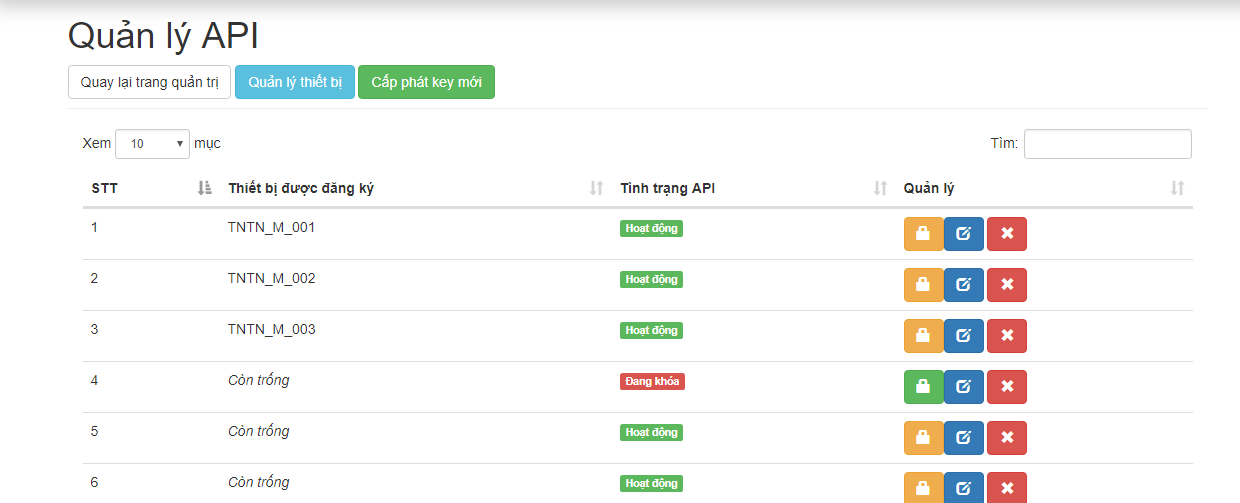 Quản lý API
Quay lại trang quản trị Quản lý thiết bị Cấp phát key mới
Xem 10 mục Tìm:
STT Thiết bị được đăng ký Tình trạng API Quản lý
1 TNTN_M_001 Hoạt động
2 TNTN_M_002 Hoạt động
3 TNTN_M_003 Hoạt động
4 Còn trống Đang khóa
5 Còn trống Hoạt động
6 Còn trống Hoạt động